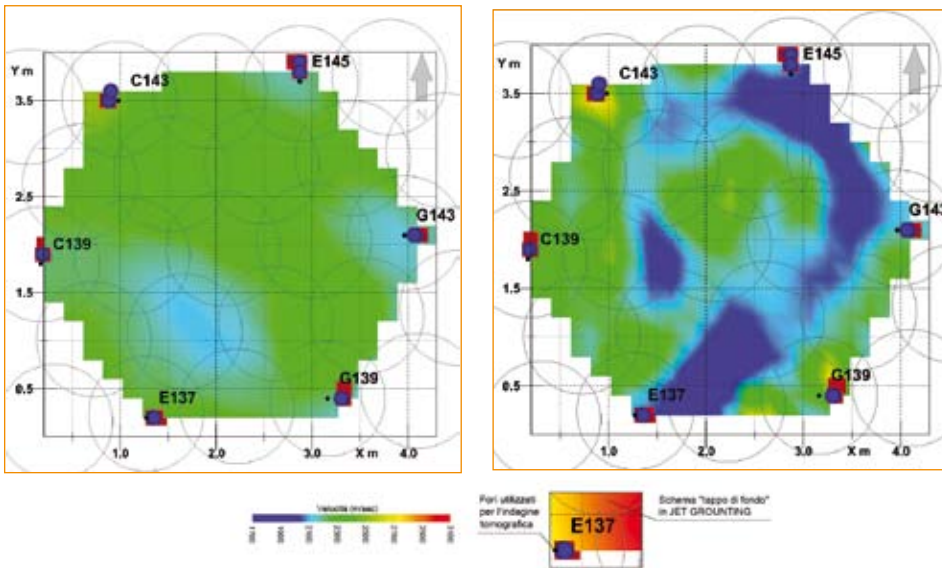 Y m
C143
E145
3.5
N
2.5
G143
C139
1.5
G139
0.5
E137
1.0
2.0
3.0
X m
4.0
Y m
C143
E145
3.5
N
2.5
G143
C139
1.5
G139
0.5
E137
1.0
2.0
3.0
X m
4.0
Velocità (m/sec)
Fori utilizzati
per l'indagine
tomografica
E137
Schema "tappo di fondo"
in JET GROUNTING